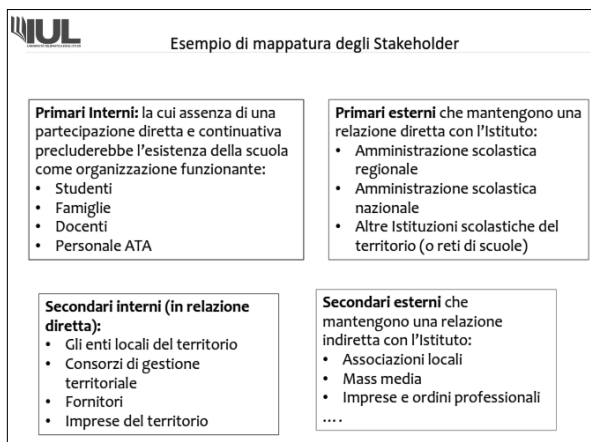 IUL
Esempio di mappatura degli Stakeholder
Primari Interni: la cui assenza di una
partecipazione diretta e continuativa
precluderebbe l'esistenza della scuola
come organizzazione funzionante:
• Studenti
• Famiglie
• Docenti
• Personale ATA
Primari esterni che mantengono una
relazione diretta con l'Istituto:
• Amministrazione scolastica
regionale
• Amministrazione scolastica
nazionale
• Altre Istituzioni scolastiche del
territorio (o reti di scuole)
Secondari interni (in relazione
diretta):
• Gli enti locali del territorio
• Consorzi di gestione
territoriale
• Fornitori
• Imprese del territorio
Secondari esterni che
mantengono una relazione
indiretta con l'Istituto:
• Associazioni locali
• Mass media
• Imprese e ordini professionali
....